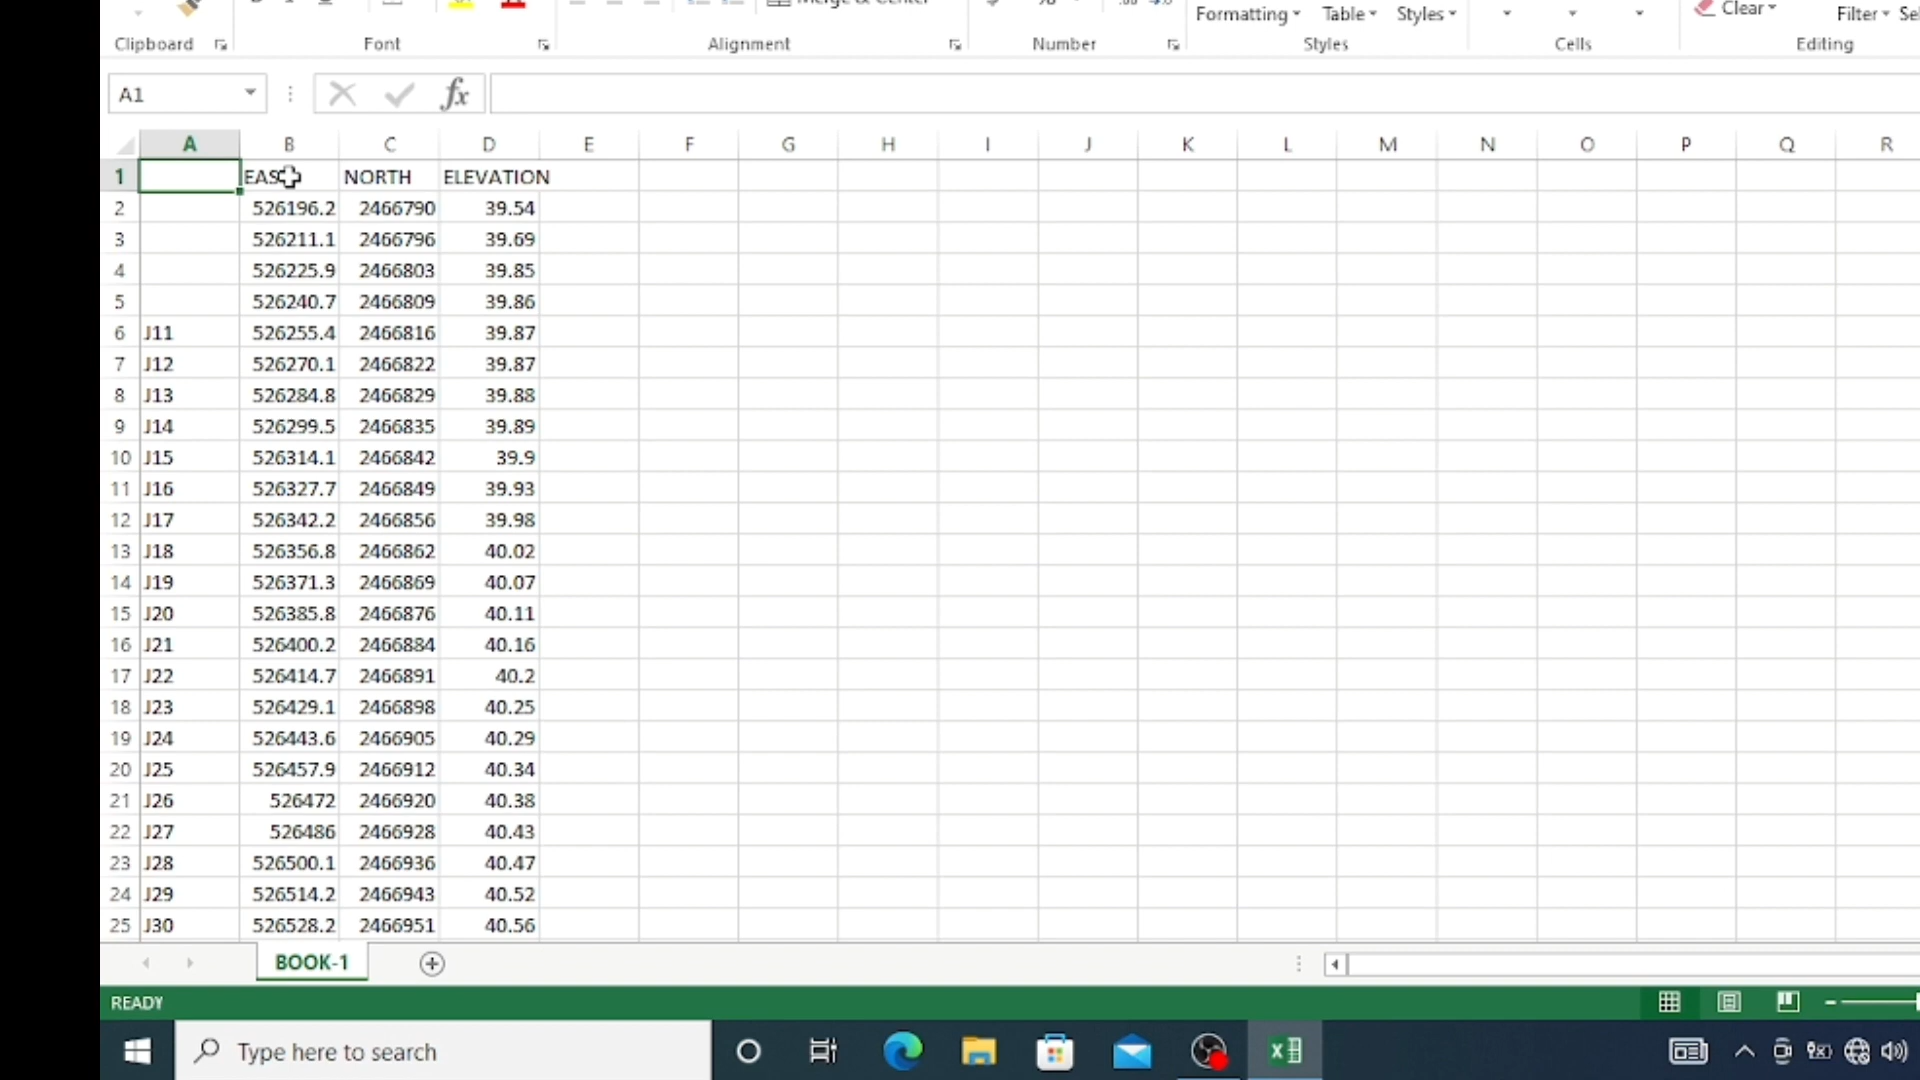 Merge & Center
Formatting Table Styles Clear Filter
Clipboard Font Alignment Number Styles Cells Editing
A1 fx
A B C D E F G H I J K L M N O P Q R
1 EAS NORTH ELEVATION
2 526196.2 2466790 39.54
3 526211.1 2466796 39.69
4 526225.9 2466803 39.85
5 526240.7 2466809 39.86
6 J11 526255.4 2466816 39.87
7 J12 526270.1 2466822 39.87
8 J13 526284.8 2466829 39.88
9 J14 526299.5 2466835 39.89
10 J15 526314.1 2466842 39.9
11 J16 526327.7 2466849 39.93
12 J17 526342.2 2466856 39.98
13 J18 526356.8 2466862 40.02
14 J19 526371.3 2466869 40.07
15 J20 526385.8 2466876 40.11
16 J21 526400.2 2466884 40.16
17 J22 526414.7 2466891 40.2
18 J23 526429.1 2466898 40.25
19 J24 526443.6 2466905 40.29
20 J25 526457.9 2466912 40.34
21 J26 526472 2466920 40.38
22 J27 526486 2466928 40.43
23 J28 526500.1 2466936 40.47
24 J29 526514.2 2466943 40.52
25 J30 526528.2 2466951 40.56
BOOK-1
READY
Type here to search